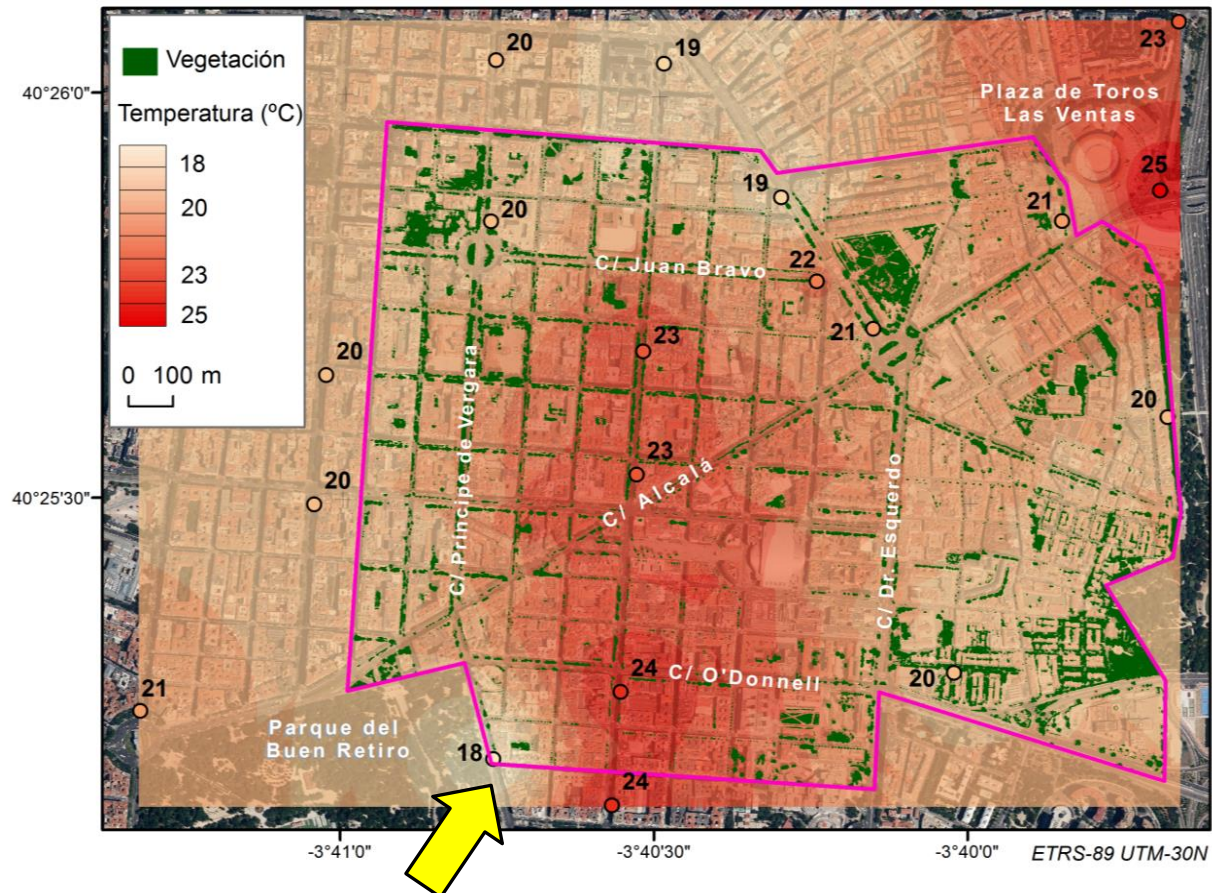 Vegetación
Temperatura (ºC)
18
20
23
25
0 100 m
40°26'0"
40°25'30"
-3°41'0"
-3°40'30"
-3°40'0"
ETRS-89 UTM-30N
20
19
23
Plaza de Toros
Las Ventas
25
19
20
21
C/ Juan Bravo
22
21
23
20
C/ Príncipe de Vergara
20
23
C/ Alcalá
20
C/ Dr. Esquerdo
24
C/ O'Donnell
20
21
Parque del
Buen Retiro
18
24